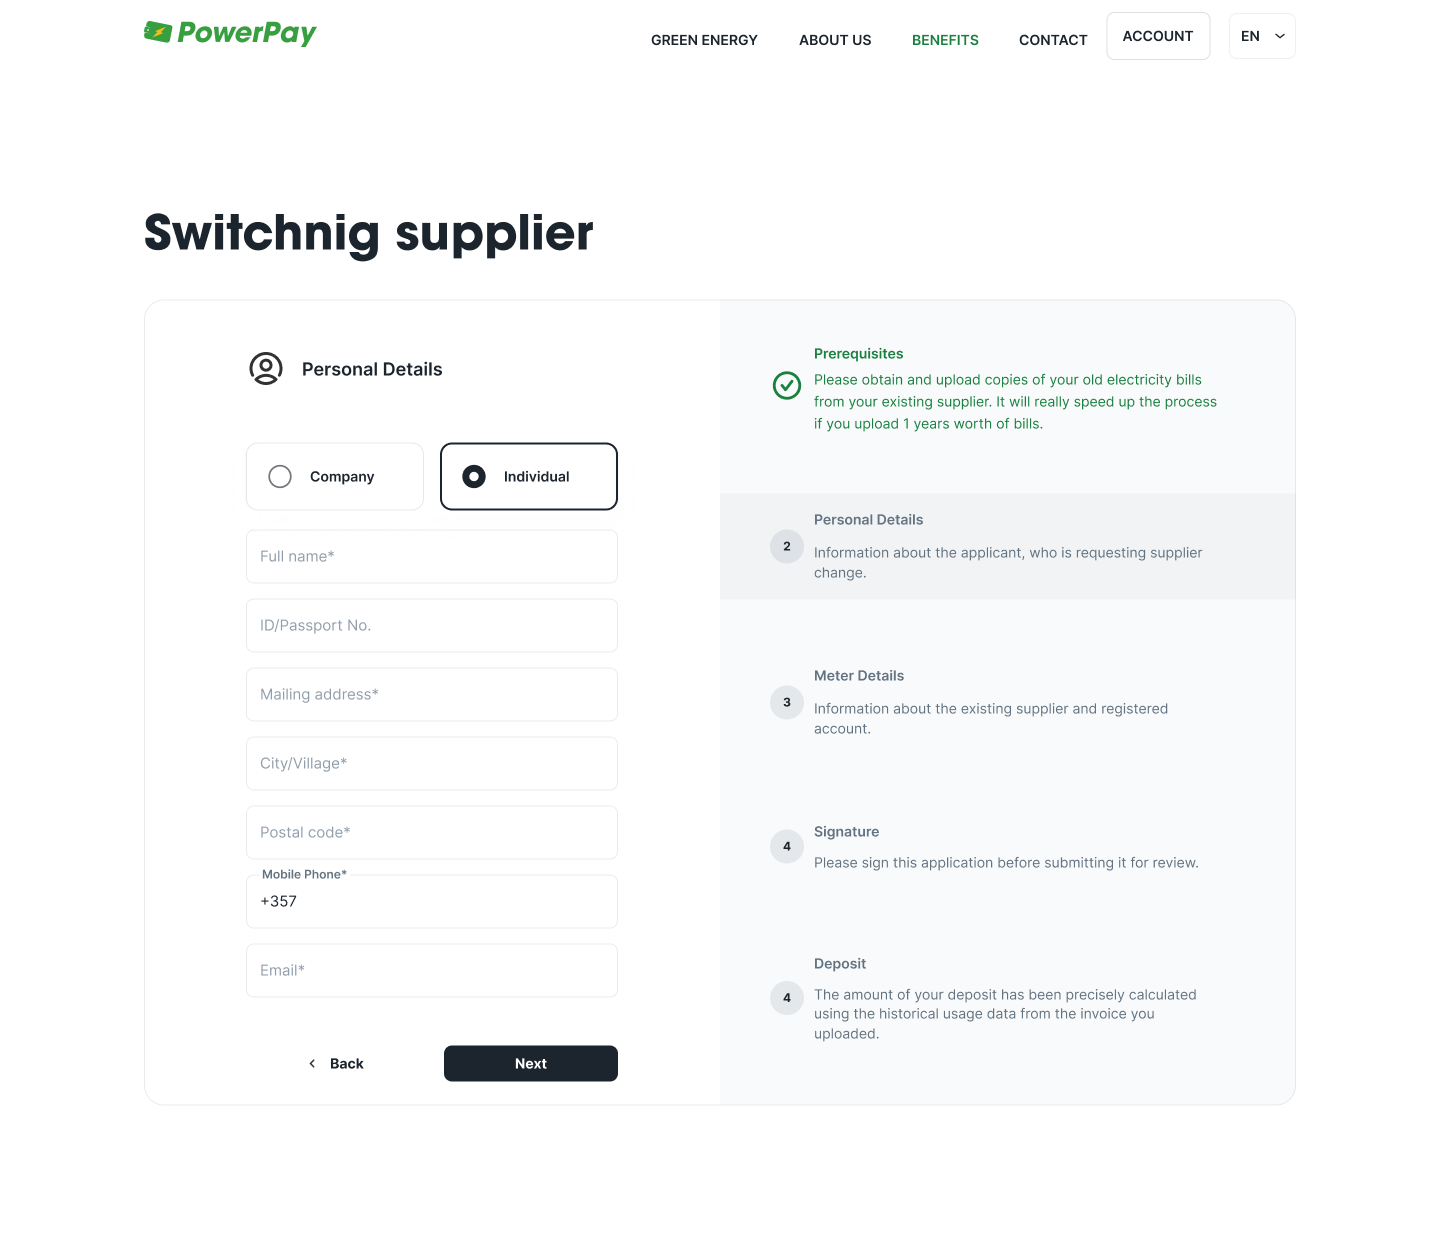 PowerPay
GREEN ENERGY
ABOUT US
BENEFITS
CONTACT
ACCOUNT
EN
Switchnig supplier
Personal Details
Company
Individual
Full name*
ID/Passport No.
Mailing address*
City/Village*
Postal code*
Mobile Phone*
+357
Email*
Back
Next
Prerequisites
Please obtain and upload copies of your old electricity bills
from your existing supplier. It will really speed up the process
if you upload 1 years worth of bills.
2
Personal Details
Information about the applicant, who is requesting supplier
change.
3
Meter Details
Information about the existing supplier and registered
account.
4
Signature
Please sign this application before submitting it for review.
4
Deposit
The amount of your deposit has been precisely calculated
using the historical usage data from the invoice you
uploaded.